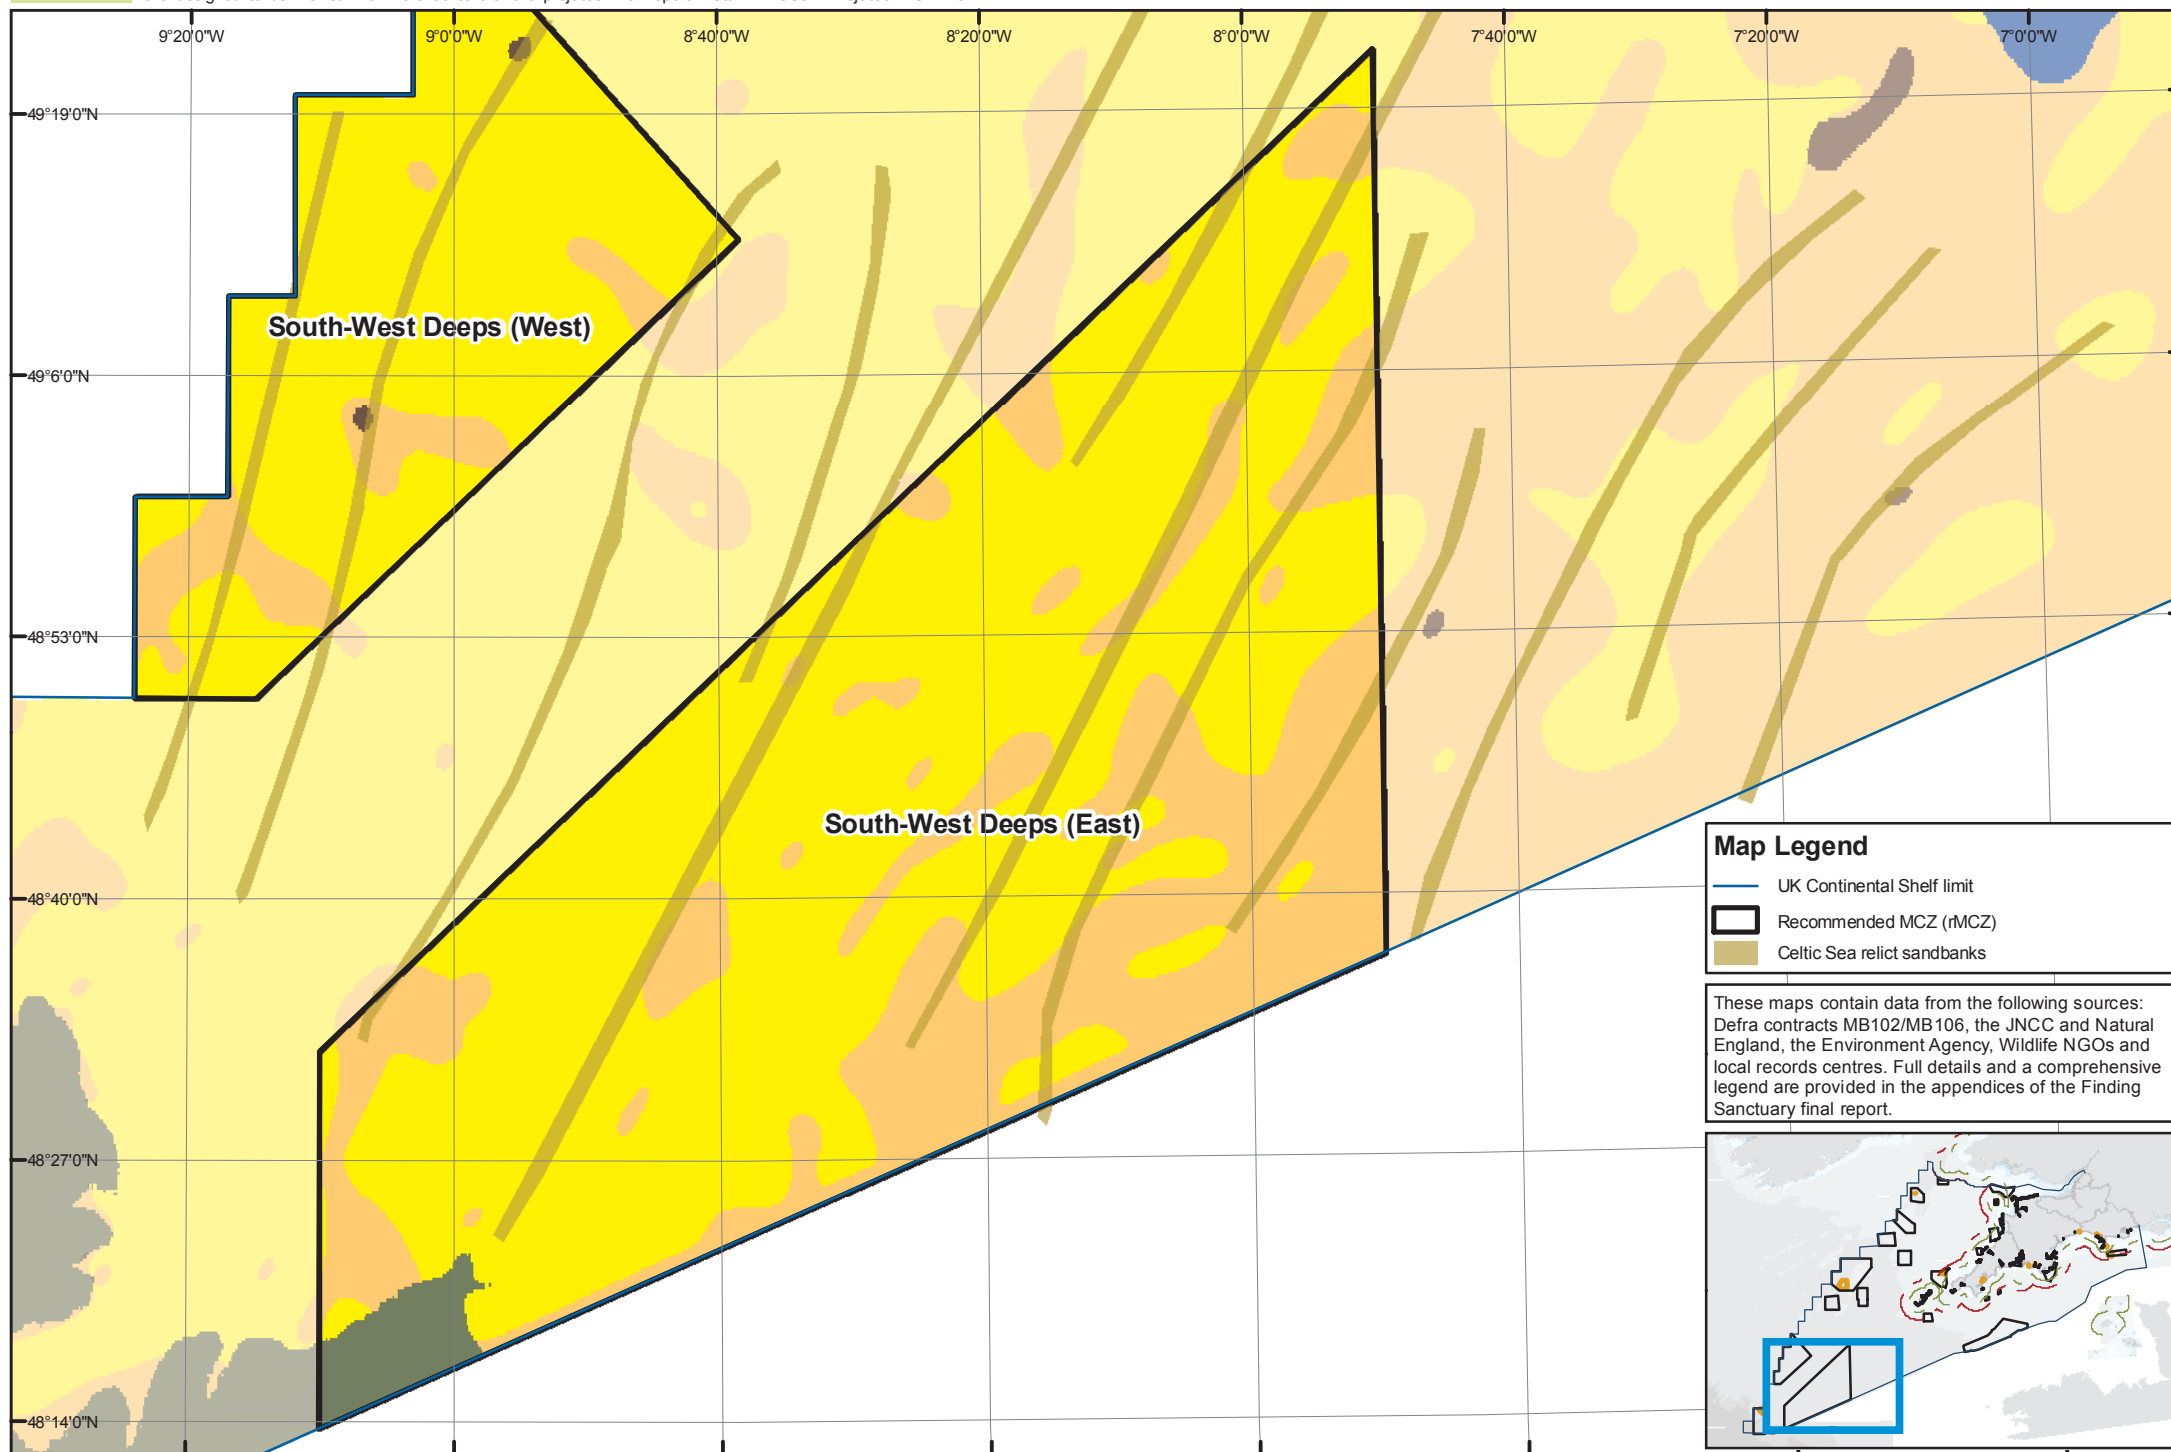 9°20'0"W
9°0'0"W
8°40'0"W
8°20'0"W
8°0'0"W
7°40'0"W
7°20'0"W
7°0'0"W
49°19'0"N
49°6'0"N
48°53'0"N
48°40'0"N
48°27'0"N
48°14'0"N
South-West Deeps (West)
South-West Deeps (East)
Map Legend
UK Continental Shelf limit
Recommended MCZ (rMCZ)
Celtic Sea relict sandbanks
These maps contain data from the following sources:
Defra contracts MB102/MB106, the JNCC and Natural
England, the Environment Agency, Wildlife NGOs and
local records centres. Full details and a comprehensive
legend are provided in the appendices of the Finding
Sanctuary final report.